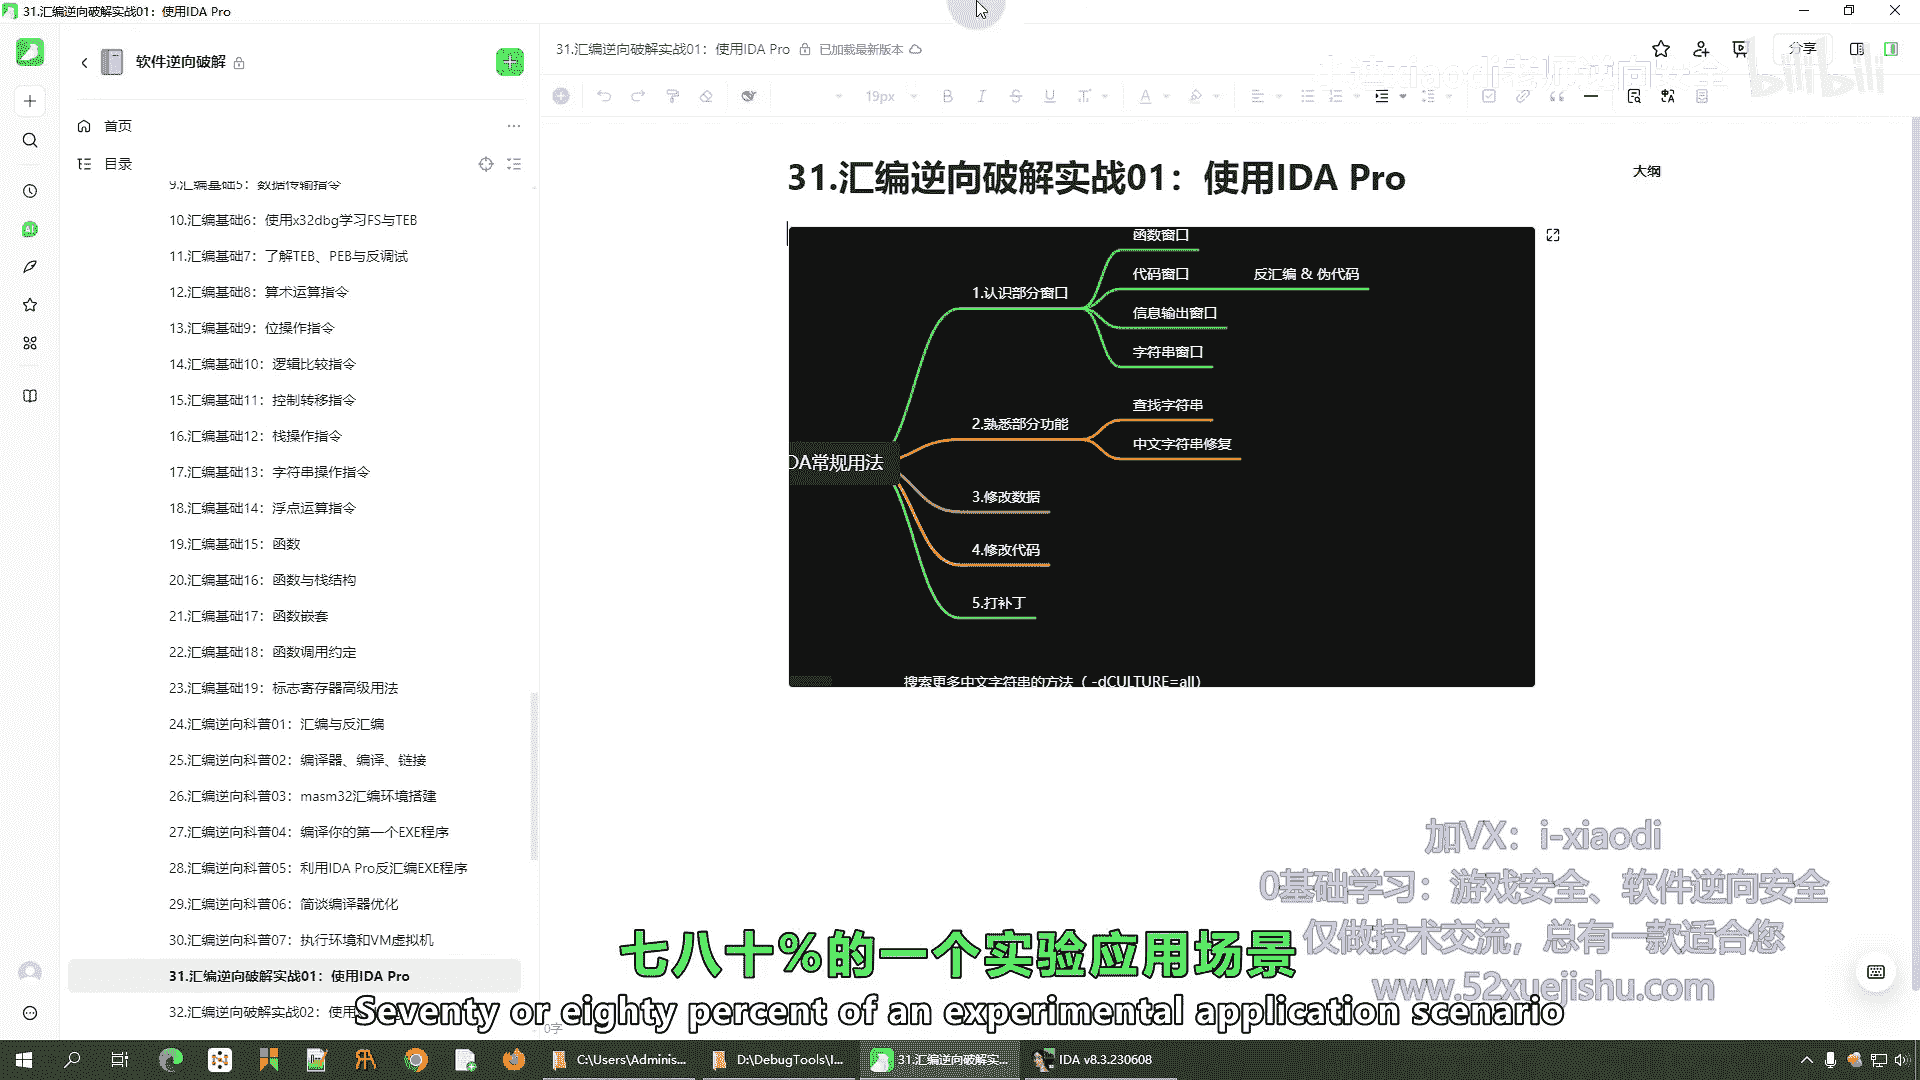 31.汇编逆向破解实战01：使用IDA Pro
软件逆向破解
首页
目录
9.汇编基础5：数据传输指令
10.汇编基础6：使用x32dbg学习FS与TEB
11.汇编基础7：了解TEB、PEB与反调试
12.汇编基础8：算术运算指令
13.汇编基础9：位操作指令
14.汇编基础10：逻辑比较指令
15.汇编基础11：控制转移指令
16.汇编基础12：栈操作指令
17.汇编基础13：字符串操作指令
18.汇编基础14：浮点运算指令
19.汇编基础15：函数
20.汇编基础16：函数与栈结构
21.汇编基础17：函数嵌套
22.汇编基础18：函数调用约定
23.汇编基础19：标志寄存器高级用法
24.汇编逆向科普01：汇编与反汇编
25.汇编逆向科普02：编译器、编译、链接
26.汇编逆向科普03：masm32汇编环境搭建
27.汇编逆向科普04：编译你的第一个EXE程序
28.汇编逆向科普05：利用IDA Pro反汇编EXE程序
29.汇编逆向科普06：简谈编译器优化
30.汇编逆向科普07：执行环境和VM虚拟机
31.汇编逆向破解实战01：使用IDA Pro
32.汇编逆向破解实战02：使
31.汇编逆向破解实战01：使用IDA Pro 已加载最新版本
分享
bilibili
19px
31.汇编逆向破解实战01：使用IDA Pro
大纲
函数窗口
代码窗口 反汇编 & 伪代码
1.认识部分窗口
信息输出窗口
字符串窗口
查找字符串
2.熟悉部分功能
中文字符串修复
DA常规用法
3.修改数据
4.修改代码
5.打补丁
搜索更多中文字符串的方法（ -dCULTURE=all）
加VX：i-xiaodi
0基础学习：游戏安全、软件逆向安全
仅做技术交流，总有一款适合您
www.52xuejishu.com
七八十%的一个实验应用场景
Seventy or eighty percent of an experimental application scenario
0字
C:\Users\Adminis... D:\DebugTools\I... 31.汇编逆向破解实... IDA v8.3.230608